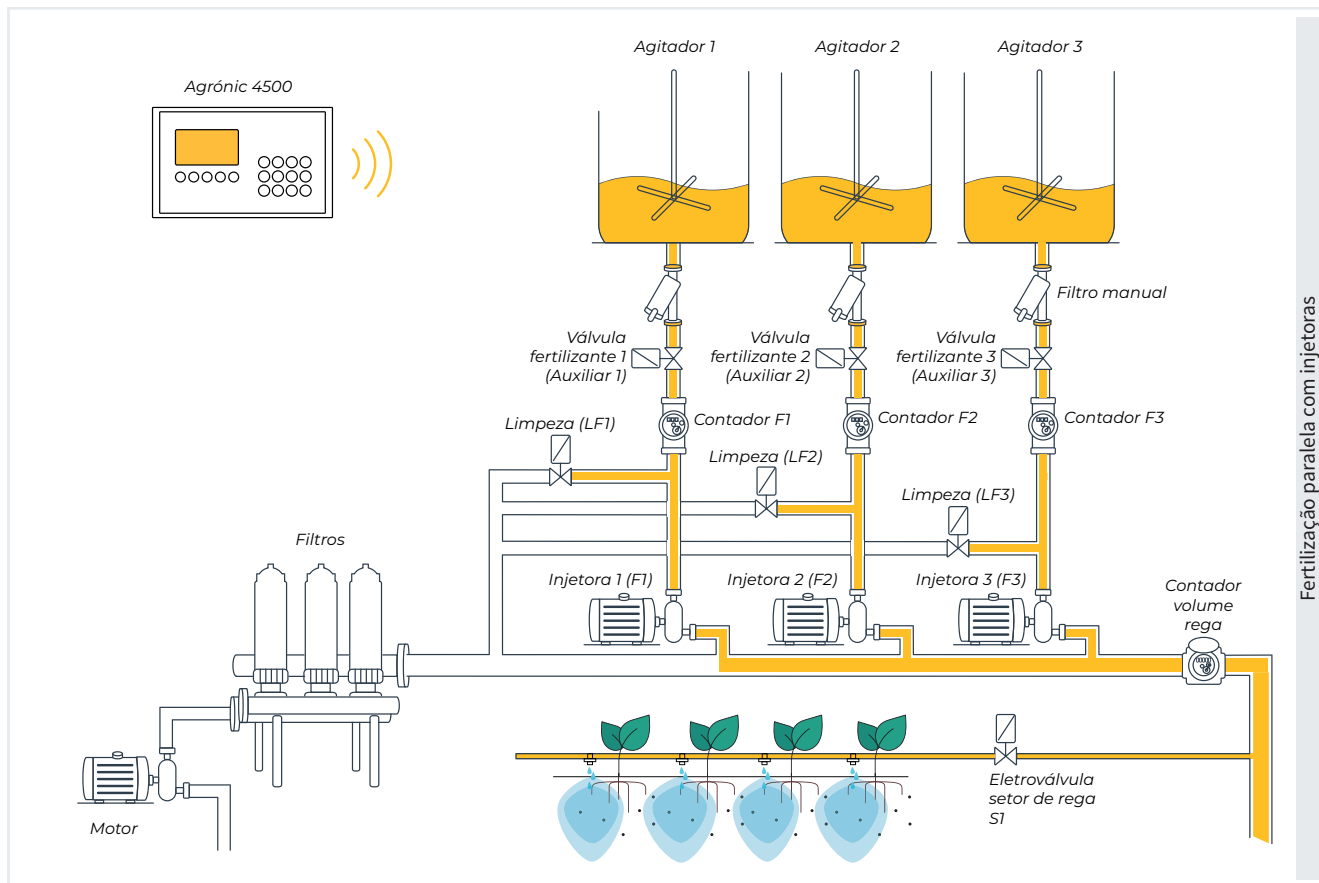 Agitador 1
Agitador 2
Agitador 3
Agrónic 4500
Filtro manual
Válvula
fertilizante 1
(Auxiliar 1)
Válvula
fertilizante 2
(Auxiliar 2)
Válvula
fertilizante 3
(Auxiliar 3)
Limpeza (LF1)
Contador F1
Contador F2
Contador F3
Limpeza (LF2)
Limpeza (LF3)
Filtros
Injetora 1 (F1)
Injetora 2 (F2)
Injetora 3 (F3)
Contador
volume
rega
Motor
Eletroválvula
setor de rega
S1
Fertilização paralela com injetoras